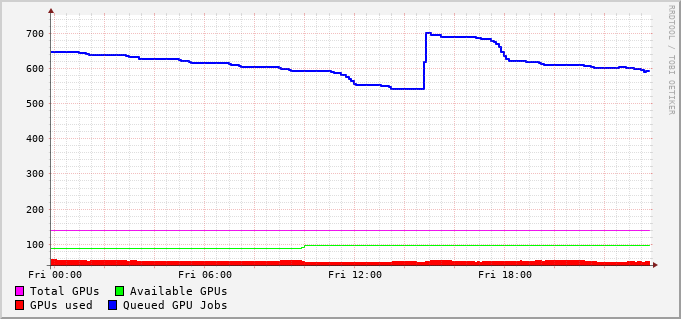 700
600
500
400
300
200
100
Fri 00:00 Fri 06:00 Fri 12:00 Fri 18:00
Total GPUs Available GPUs
GPUs used Queued GPU Jobs
RRDTOOL / TOBI OETIKER